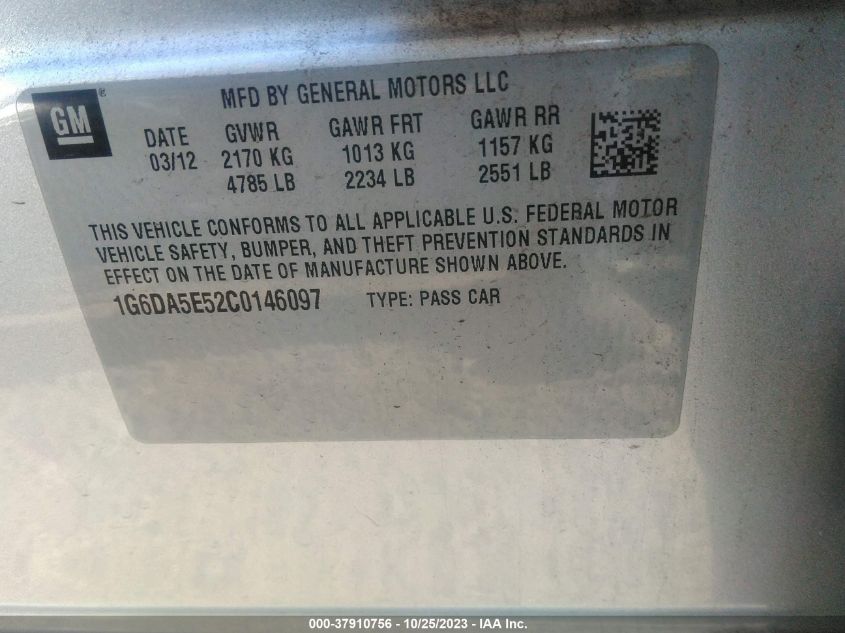 MFD BY GENERAL MOTORS LLC
GM®
DATE GVWR GAWR FRT GAWR RR
03/12 2170 KG 1013 KG 1157 KG
4785 LB 2234 LB 2551 LB
THIS VEHICLE CONFORMS TO ALL APPLICABLE U.S. FEDERAL MOTOR
VEHICLE SAFETY, BUMPER, AND THEFT PREVENTION STANDARDS IN
EFFECT ON THE DATE OF MANUFACTURE SHOWN ABOVE.
1G6DA5E52C0146097 TYPE: PASS CAR
000-37910756 - 10/25/2023 - IAA Inc.